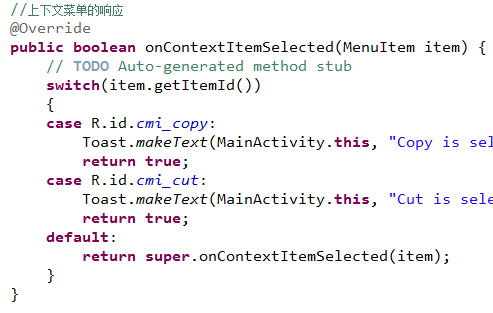 //上下文菜单的响应
@Override
public boolean onContextItemSelected(MenuItem item) {
// TODO Auto-generated method stub
switch(item.getItemId())
{
case R.id.cmi_copy:
Toast.makeText(MainActivity.this, "Copy is sel
return true;
case R.id.cmi_cut:
Toast.makeText(MainActivity.this, "Cut is sele
return true;
default:
return super.onContextItemSelected(item);
}
}